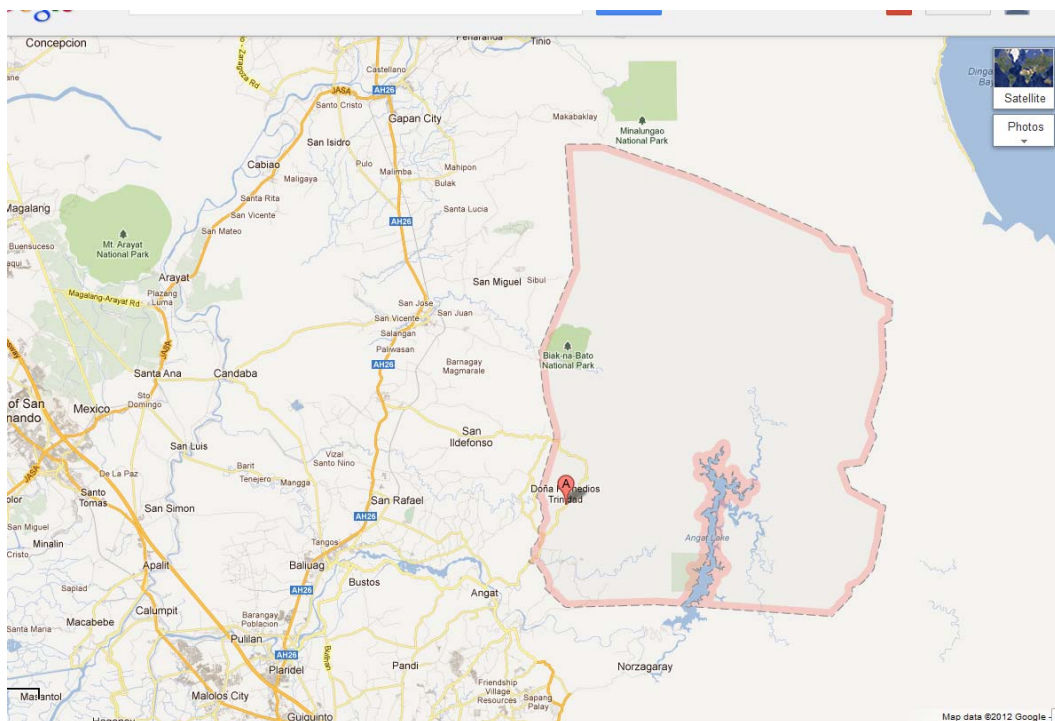 Concepcion
Tinio
Castellano
JASA
AH26
Santo Cristo
Gapan City
Makabaklay
Minalungao
National Park
Satellite
Photos
San Isidro
Cabiao
Pulo
Malimba
Mahipon
Maligaya
Bulak
Santa Rita
Santa Lucia
San Vicente
AH26
Magalang
San Mateo
Mt. Arayat
National Park
Buensuceso
Arayat
San Miguel
Sibul
Magalang-Arayat Rd
Plazang
Luma
San Jose
San Vicente
San Juan
Salangan
Paliwasan
JASA
Biak-na-Bato
National Park
Barnagay
Magmarale
AH26
Santa Ana
Candaba
Sto
Domingo
of San
nando
Mexico
San
Ildefonso
San Luis
Vizal
Santo Nino
Barit
Tenejero
Mangga
De La Paz
JASA
A
Trinidad
Santo
Tomas
San Simon
San Rafael
AH26
San Miguel
Minalin
Cristo
Tangos
Angat Lake
Apalit
Baliuag
Bustos
Sapiad
AH26
Angat
Calumpit
Macabebe
Barangay
Poblacion
Santa Maria
Pulilan
Norzagaray
Plaridel
Pandi
Malolos City
Friendship
Village
Resources
Sapang
Palay
Guiguinto
Map data ©2012 Google -